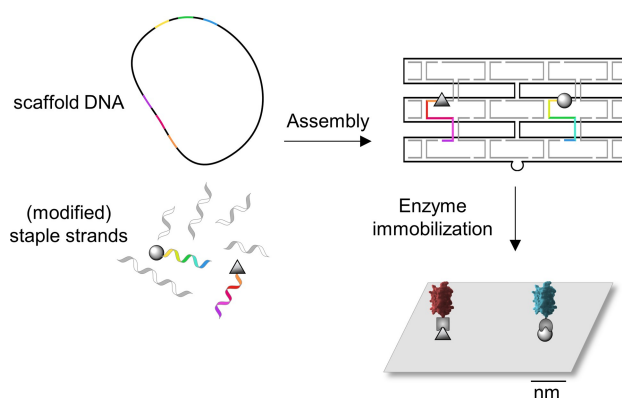 scaffold DNA
Assembly
(modified)
staple strands
Enzyme
immobilization
nm